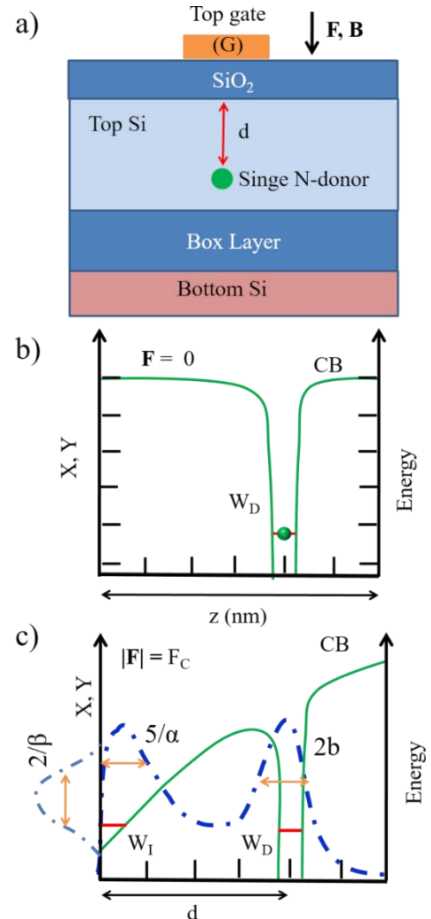 a)
Top gate
(G)
F, B
SiO2
Top Si
d
Singe N-donor
Box Layer
Bottom Si
b)
F = 0
CB
X, Y
WD
Energy
z (nm)
c)
CB
|F| = FC
X, Y
5/α
2b
2/β
Energy
WI
WD
d